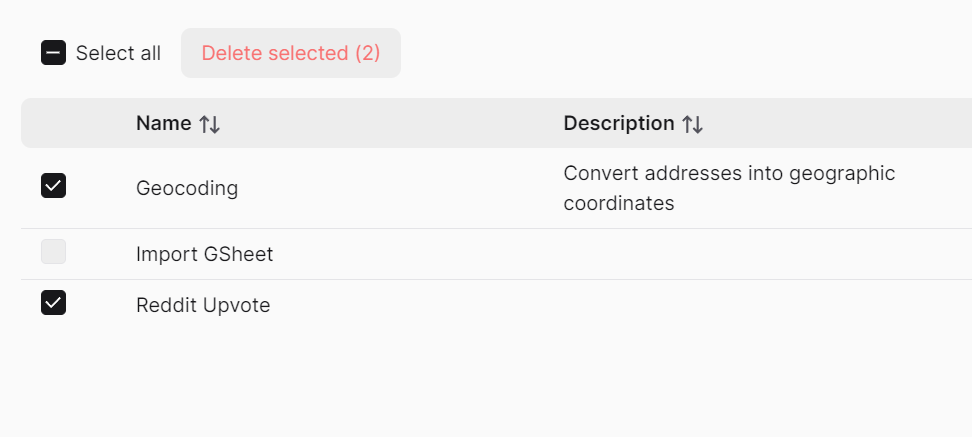 Select all
Delete selected (2)
Name
Description
Geocoding
Convert addresses into geographic
coordinates
Import GSheet
Reddit Upvote